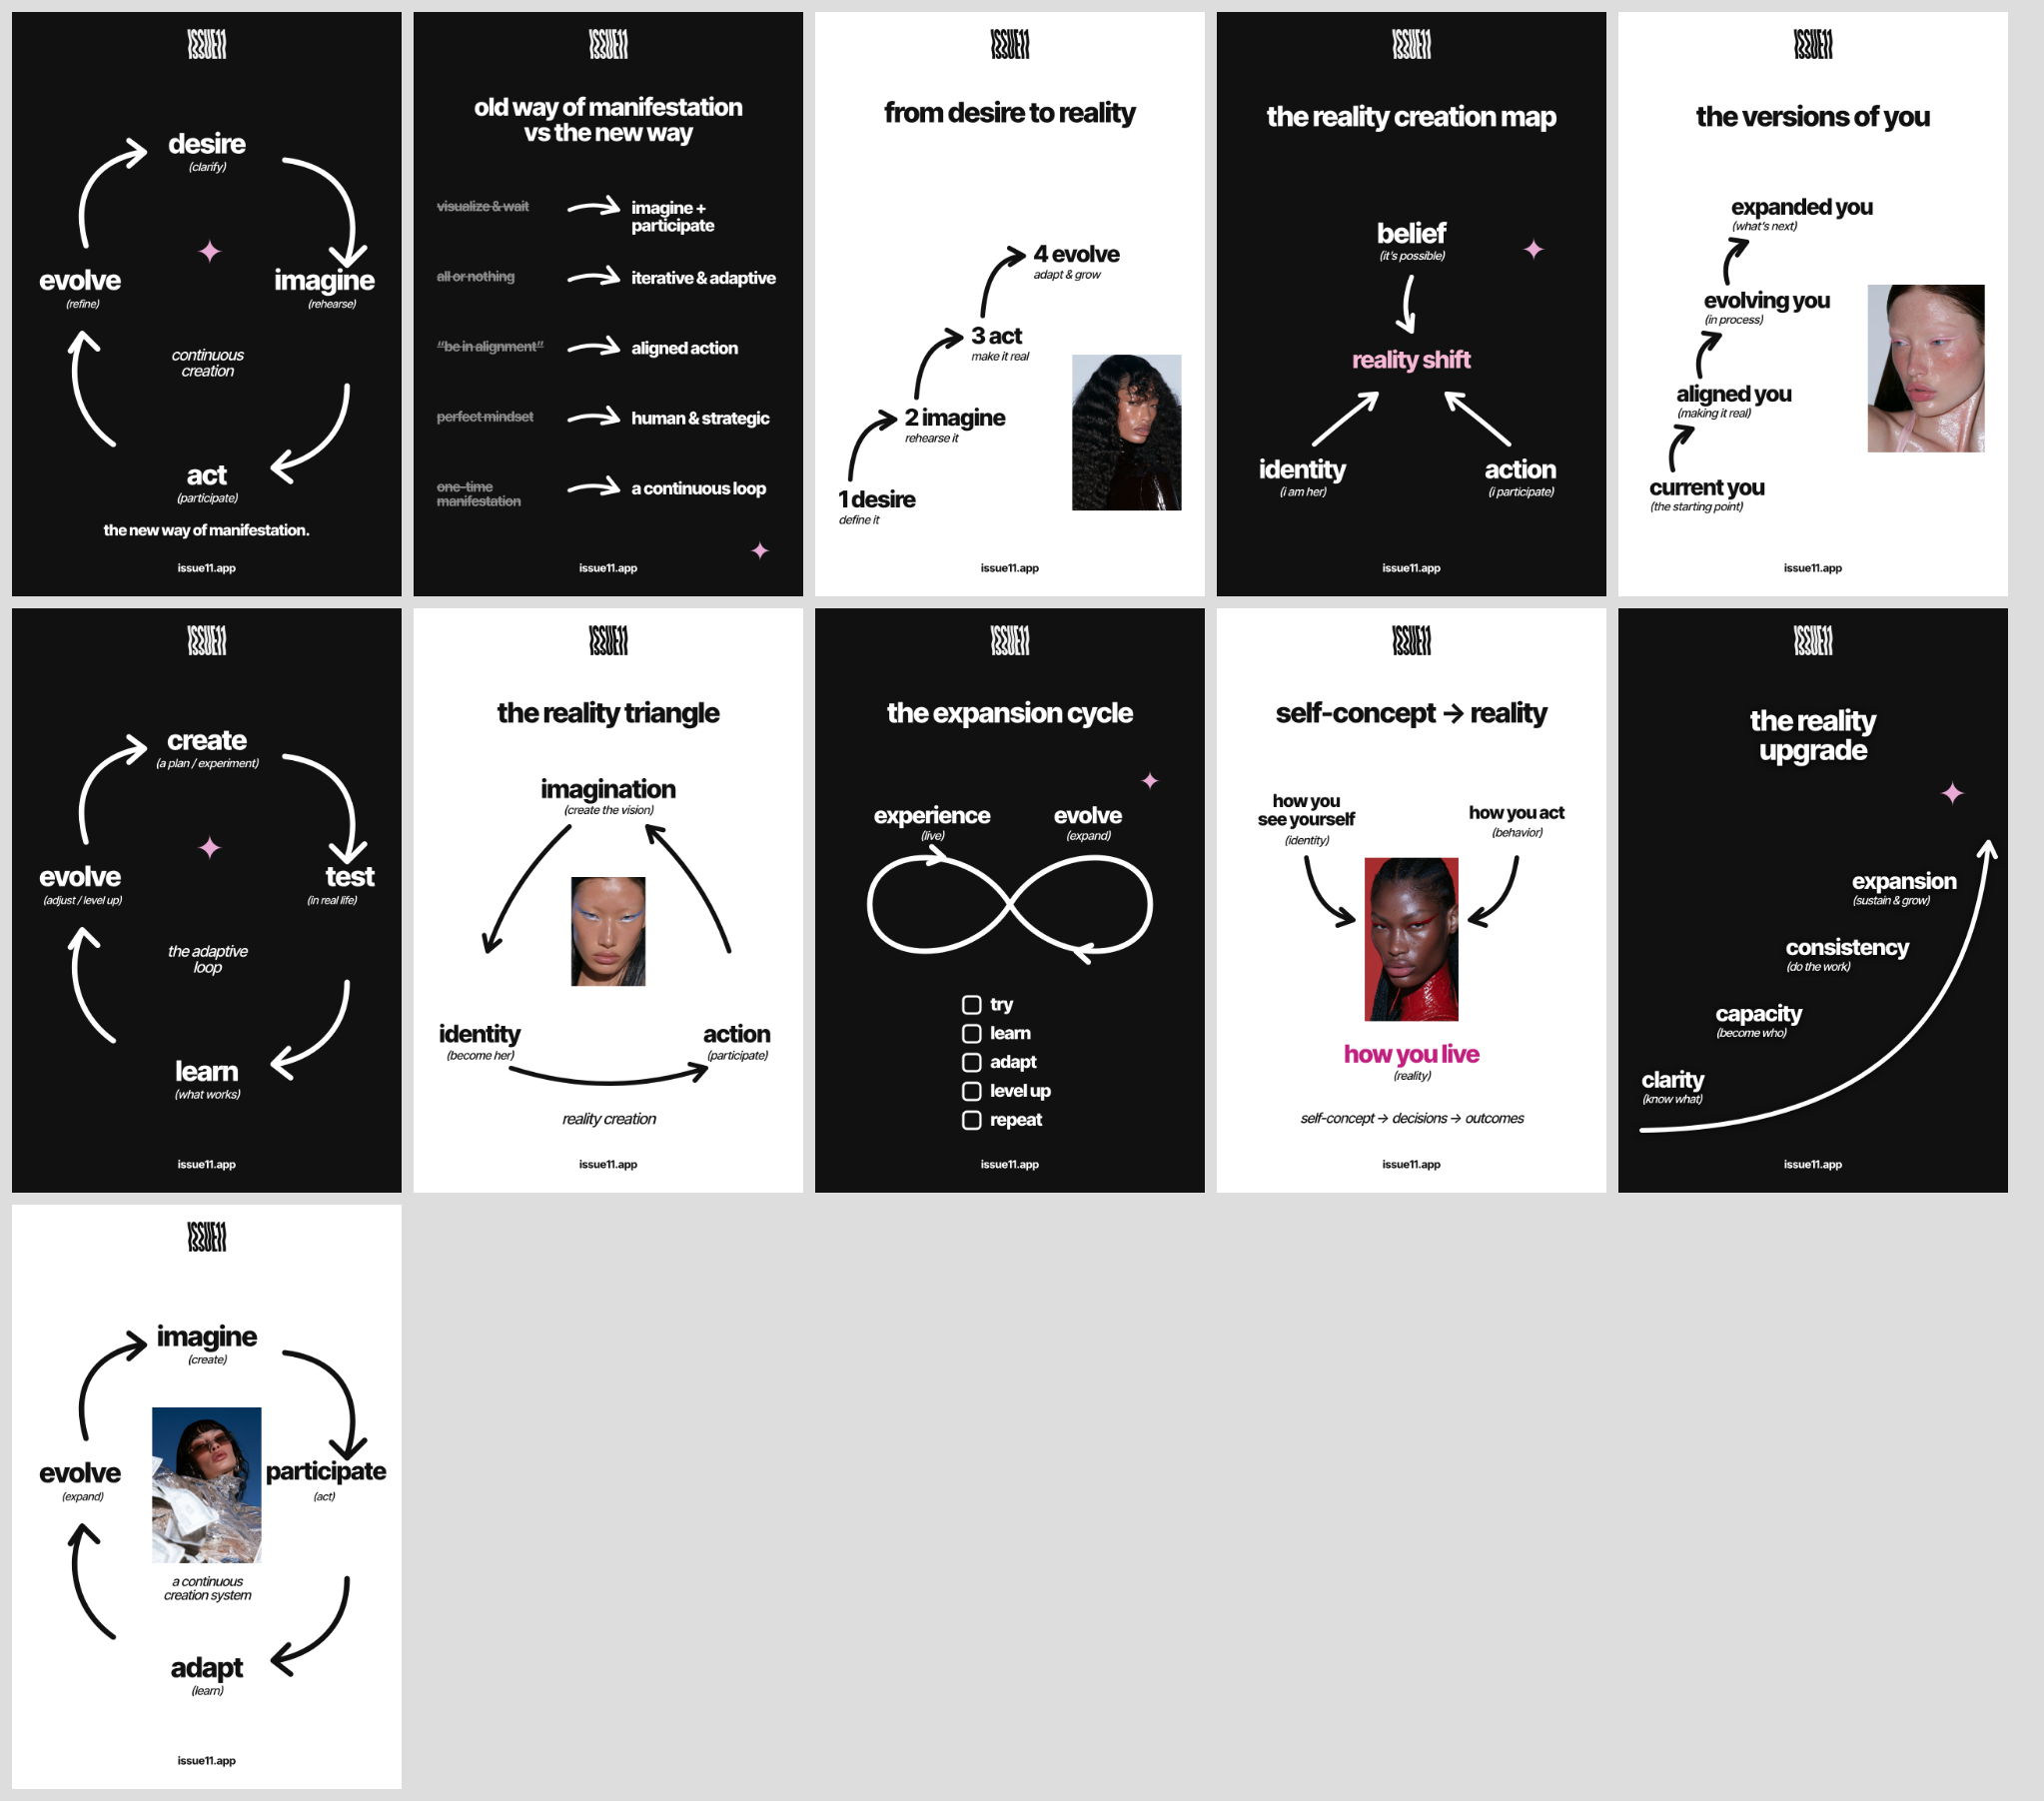 ISSUE11
desire
(clarify)
evolve
(refine)
imagine
(rehearse)
continuous
creation
act
(participate)
the new way of manifestation.
issue11.app
ISSUE11
old way of manifestation
vs the new way
visualize & wait
imagine +
participate
all or nothing
iterative & adaptive
"be in alignment"
aligned action
perfect mindset
human & strategic
one-time
manifestation
a continuous loop
issue11.app
ISSUE11
from desire to reality
4 evolve
adapt & grow
3 act
make it real
2 imagine
rehearse it
1 desire
define it
issue11.app
ISSUE11
the reality creation map
belief
(it's possible)
reality shift
identity
(i am her)
action
(i participate)
issue11.app
ISSUE11
the versions of you
expanded you
(what's next)
evolving you
(in process)
aligned you
(making it real)
current you
(the starting point)
issue11.app
ISSUE11
create
(a plan / experiment)
evolve
(adjust / level up)
test
(in real life)
the adaptive
loop
learn
(what works)
issue11.app
ISSUE11
the reality triangle
imagination
(create the vision)
identity
(become her)
action
(participate)
reality creation
issue11.app
ISSUE11
the expansion cycle
experience
(live)
evolve
(expand)
try
learn
adapt
level up
repeat
issue11.app
ISSUE11
self-concept → reality
how you
see yourself
(identity)
how you act
(behavior)
how you live
(reality)
self-concept → decisions → outcomes
issue11.app
ISSUE11
the reality
upgrade
expansion
(sustain & grow)
consistency
(do the work)
capacity
(become who)
clarity
(know what)
issue11.app
ISSUE11
imagine
(create)
evolve
(expand)
participate
(act)
a continuous
creation system
adapt
(learn)
issue11.app